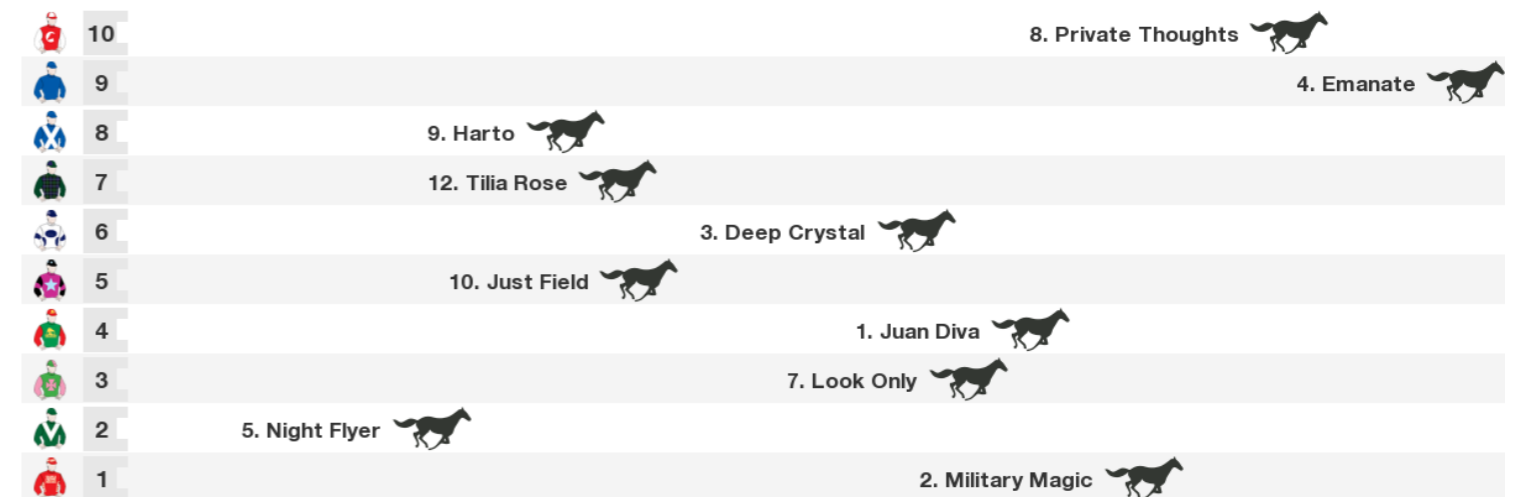 10 8. Private Thoughts
9 4. Emanate
8 9. Harto
7 12. Tilia Rose
6 3. Deep Crystal
5 10. Just Field
4 1. Juan Diva
3 7. Look Only
2 5. Night Flyer
1 2. Military Magic